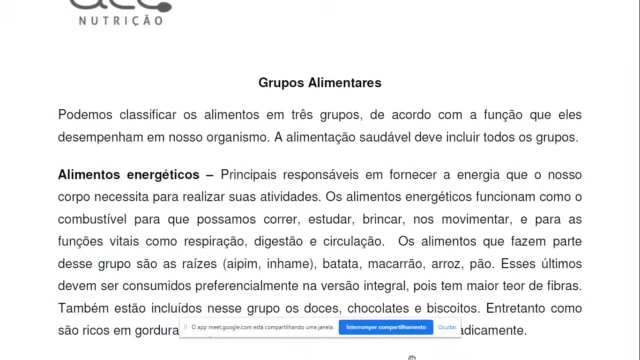 NUTRIÇÃO
Grupos Alimentares
Podemos classificar os alimentos em três grupos, de acordo com a função que eles
desempenham em nosso organismo. A alimentação saudável deve incluir todos os grupos.
Alimentos energéticos – Principais responsáveis em fornecer a energia que o nosso
corpo necessita para realizar suas atividades. Os alimentos energéticos funcionam como o
combustível para que possamos correr, estudar, brincar, nos movimentar, e para as
funções vitais como respiração, digestão e circulação. Os alimentos que fazem parte
desse grupo são as raízes (aipim, inhame), batata, macarrão, arroz, pão. Esses últimos
devem ser consumidos preferencialmente na versão integral, pois tem maior teor de fibras.
Também estão incluídos nesse grupo os doces, chocolates e biscoitos. Entretanto como
são ricos em gordura
O app meet.google.com está compartilhando uma janela. Interromper compartilhamento Ocultar
adicamente.